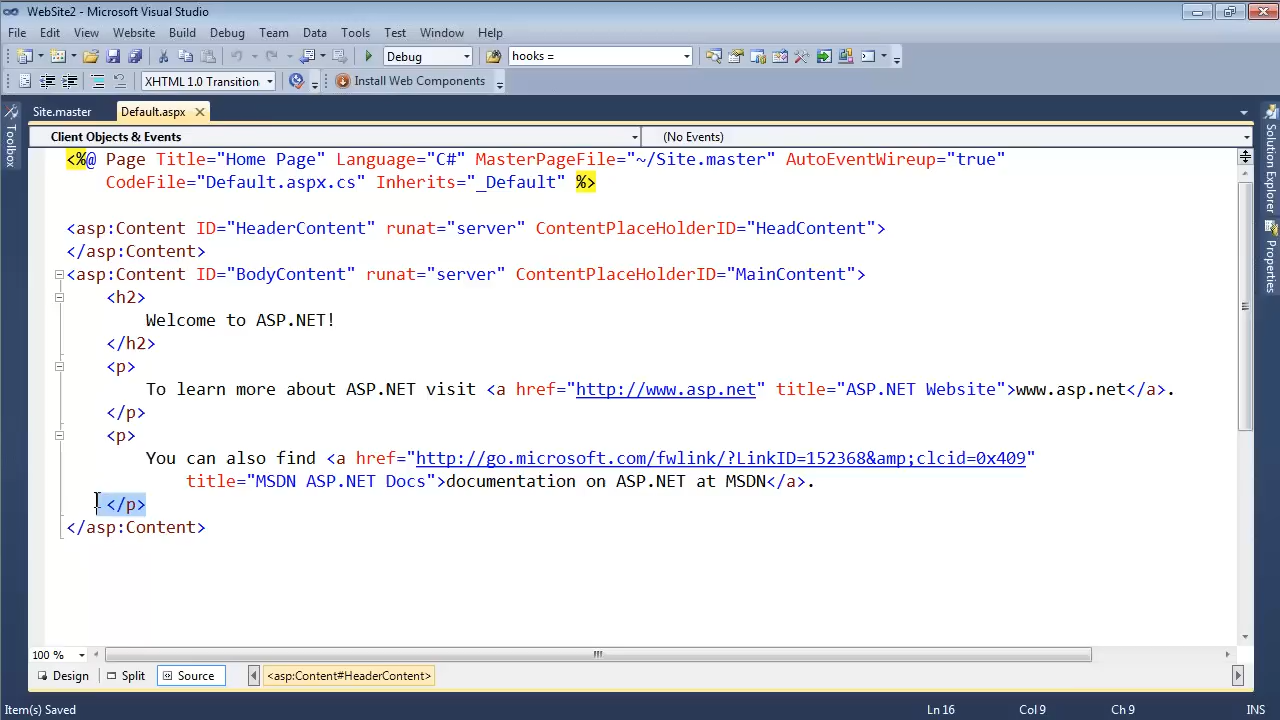 WebSite2 - Microsoft Visual Studio
File Edit View Website Build Debug Team Data Tools Test Window Help
Debug hooks =
XHTML 1.0 Transition Install Web Components
Site.master Default.aspx
Client Objects & Events (No Events)
Toolbox
Solution Explorer
Properties
<%@ Page Title="Home Page" Language="C#" MasterPageFile="~/Site.master" AutoEventWireup="true"
CodeFile="Default.aspx.cs" Inherits="_Default" %>
<asp:Content ID="HeaderContent" runat="server" ContentPlaceHolderID="HeadContent">
</asp:Content>
<asp:Content ID="BodyContent" runat="server" ContentPlaceHolderID="MainContent">
<h2>
Welcome to ASP.NET!
</h2>
<p>
To learn more about ASP.NET visit <a href="http://www.asp.net" title="ASP.NET Website">www.asp.net</a>.
</p>
<p>
You can also find <a href="http://go.microsoft.com/fwlink/?LinkID=152368&amp;clcid=0x409"
title="MSDN ASP.NET Docs">documentation on ASP.NET at MSDN</a>.
</p>
</asp:Content>
100 %
Design Split Source <asp:Content#HeaderContent>
Item(s) Saved Ln 16 Col 9 Ch 9 INS